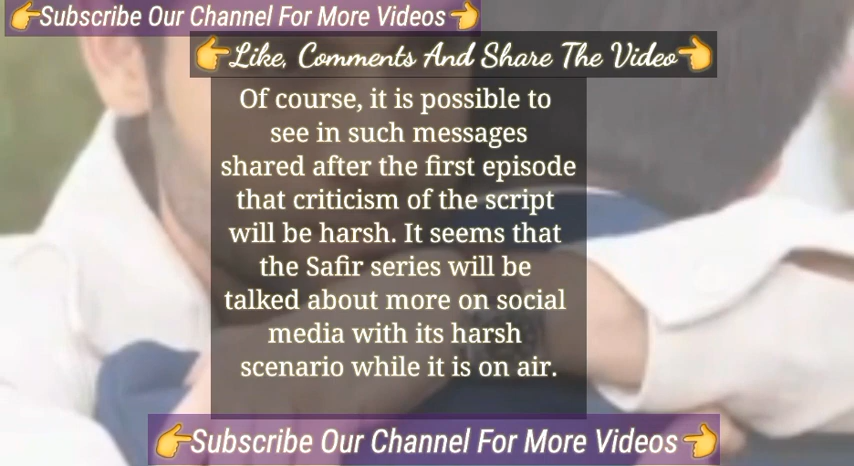 👉Subscribe Our Channel For More Videos👈
👉Like, Comments And Share The Video👈
Of course, it is possible to
see in such messages
shared after the first episode
that criticism of the script
will be harsh. It seems that
the Safir series will be
talked about more on social
media with its harsh
scenario while it is on air.
👉Subscribe Our Channel For More Videos👈